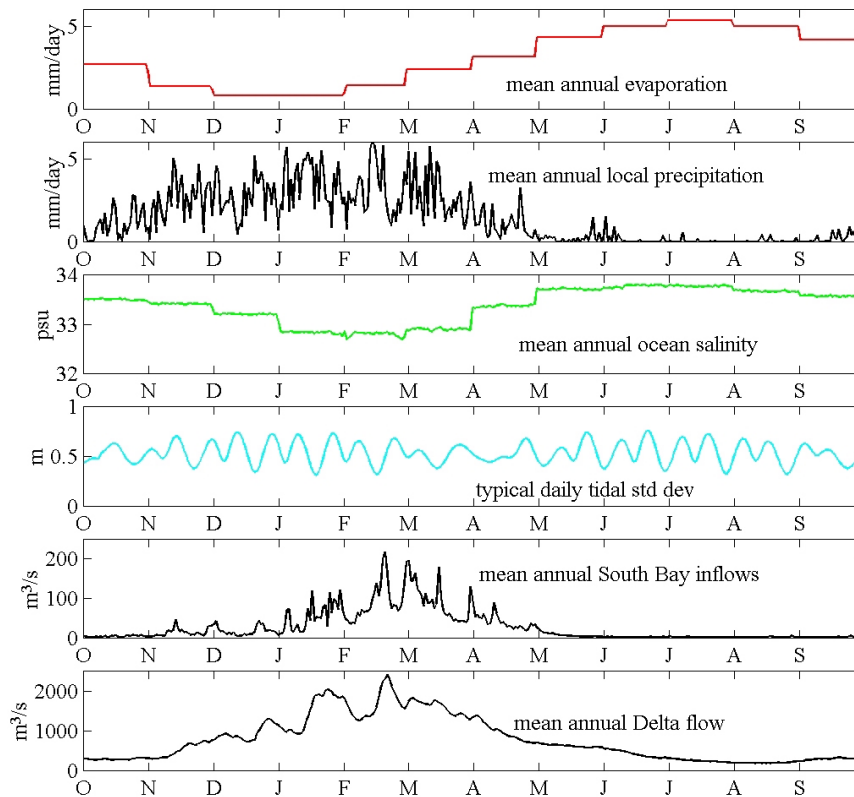 5
mm/day
0
mean annual evaporation
O N D J F M A M J J A S
5
mm/day
0
mean annual local precipitation
O N D J F M A M J J A S
34
33
psu
32
mean annual ocean salinity
O N D J F M A M J J A S
1
0.5
m
0
typical daily tidal std dev
O N D J F M A M J J A S
200
100
m³/s
0
mean annual South Bay inflows
O N D J F M A M J J A S
2000
1000
m³/s
0
mean annual Delta flow
O N D J F M A M J J A S